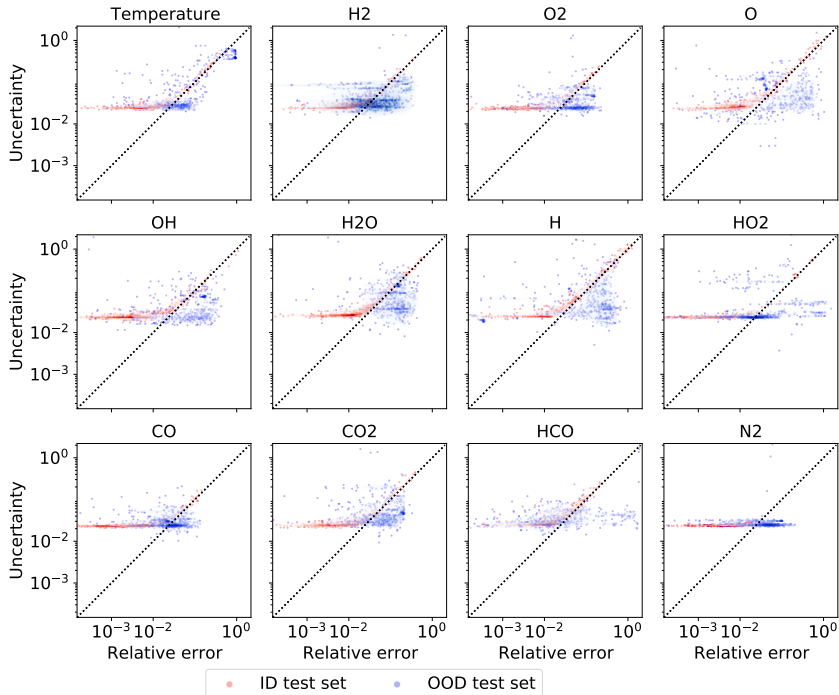 Temperature H2 O2 O
Uncertainty
10^0
10^-2
10^-3
OH H2O H HO2
Uncertainty
10^0
10^-2
10^-3
CO CO2 HCO N2
Uncertainty
10^0
10^-2
10^-3
10^-3 10^-2 10^0 10^-3 10^-2 10^0 10^-3 10^-2 10^0 10^-3 10^-2 10^0
Relative error Relative error Relative error Relative error
ID test set OOD test set